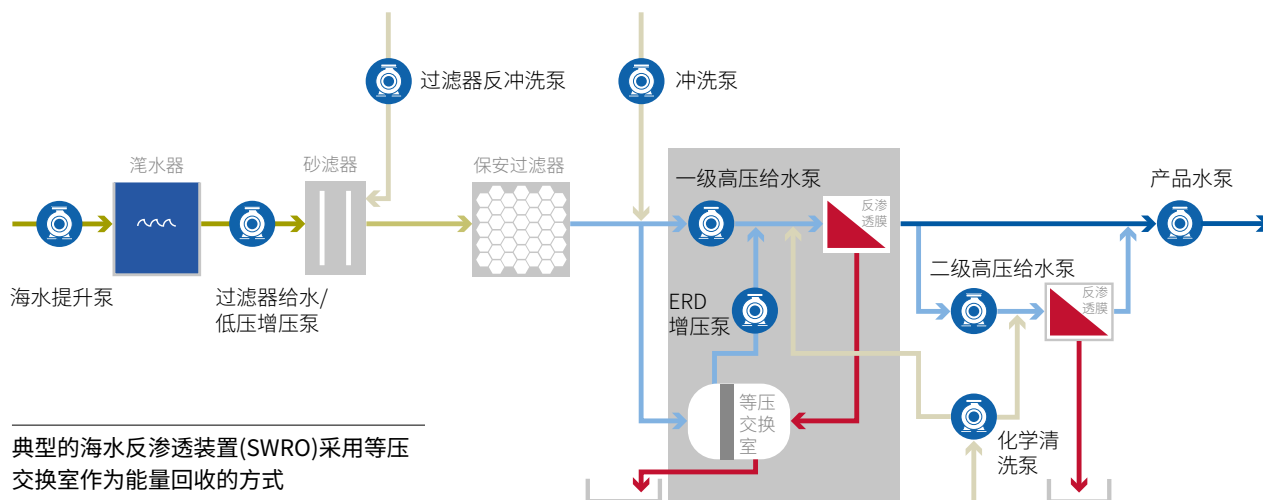 过滤器反冲洗泵
冲洗泵
滗水器
砂滤器
保安过滤器
一级高压给水泵
反渗
透膜
产品水泵
海水提升泵
过滤器给水/
低压增压泵
ERD
增压泵
二级高压给水泵
反渗
透膜
等压
交换
室
化学清
洗泵
典型的海水反渗透装置(SWRO)采用等压
交换室作为能量回收的方式